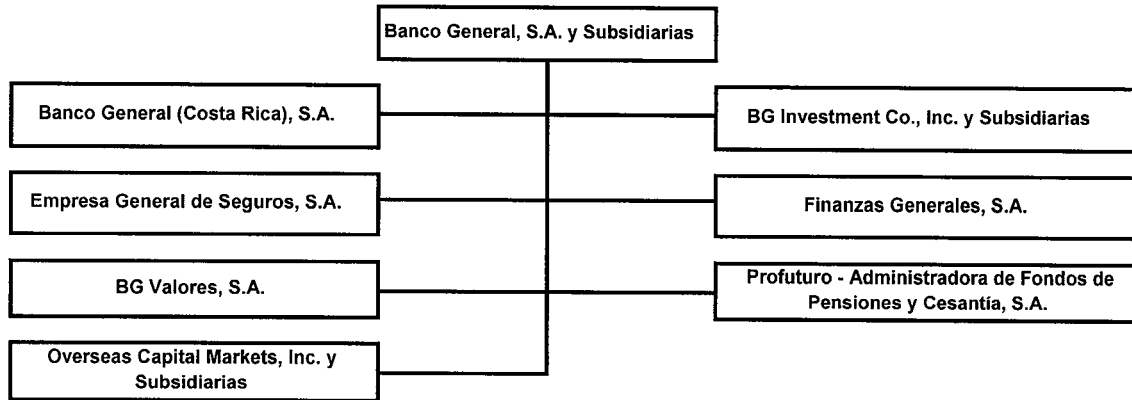 Banco General, S.A. y Subsidiarias
Banco General (Costa Rica), S.A.
BG Investment Co., Inc. y Subsidiarias
Empresa General de Seguros, S.A.
Finanzas Generales, S.A.
BG Valores, S.A.
Profuturo - Administradora de Fondos de
Pensiones y Cesantía, S.A.
Overseas Capital Markets, Inc. y
Subsidiarias